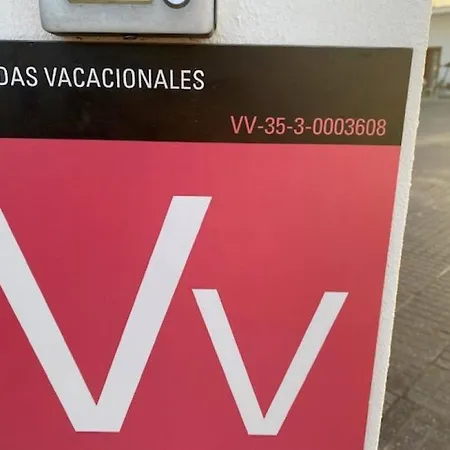 DAS VACACIONALES
VV-35-3-0003608
Vv